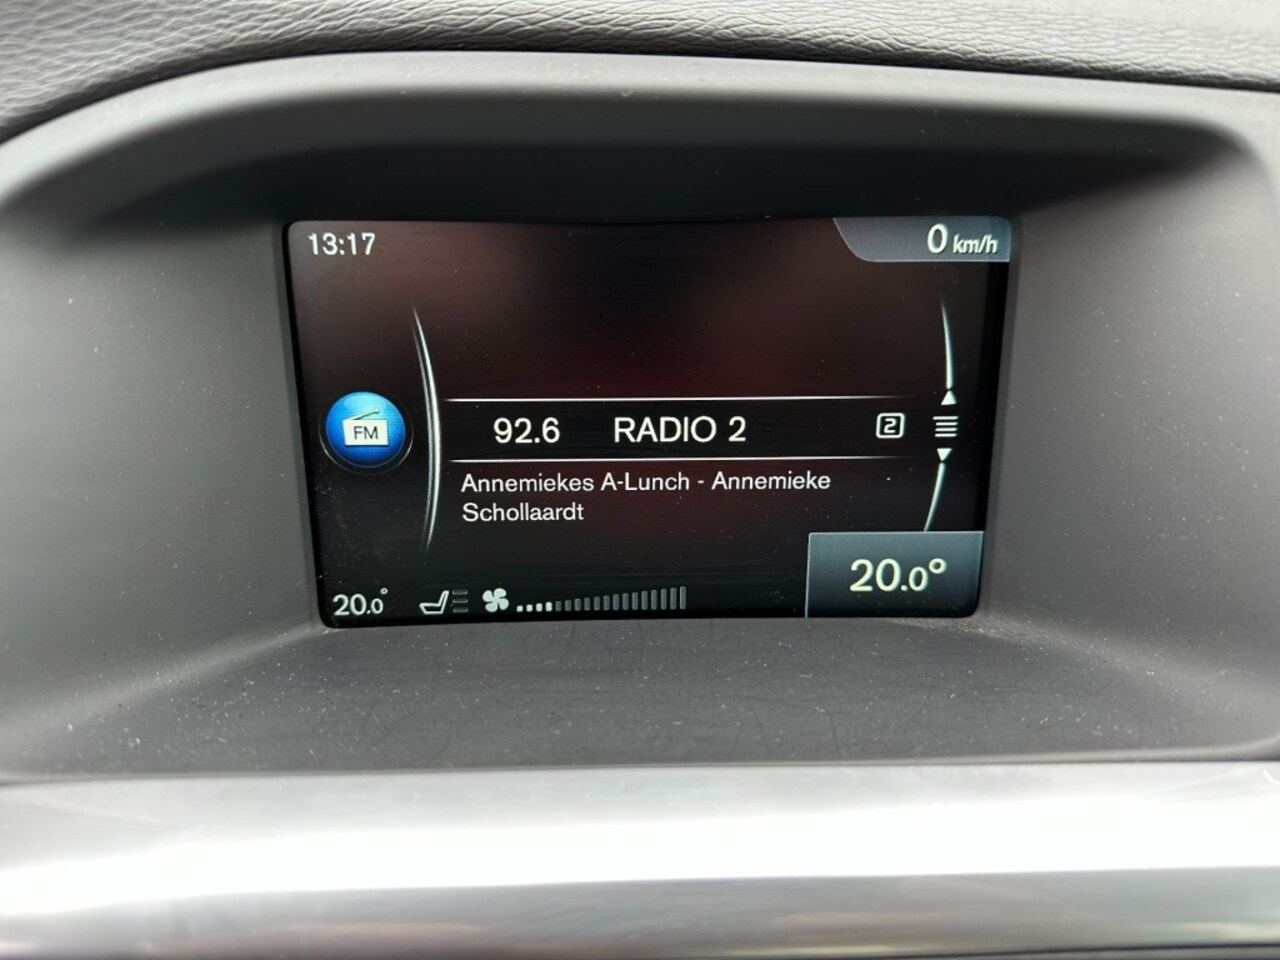 13:17
0 km/h
FM
92.6 RADIO 2
2
Annemiekes A-Lunch - Annemieke
Schollaardt
20.0°
20.0°